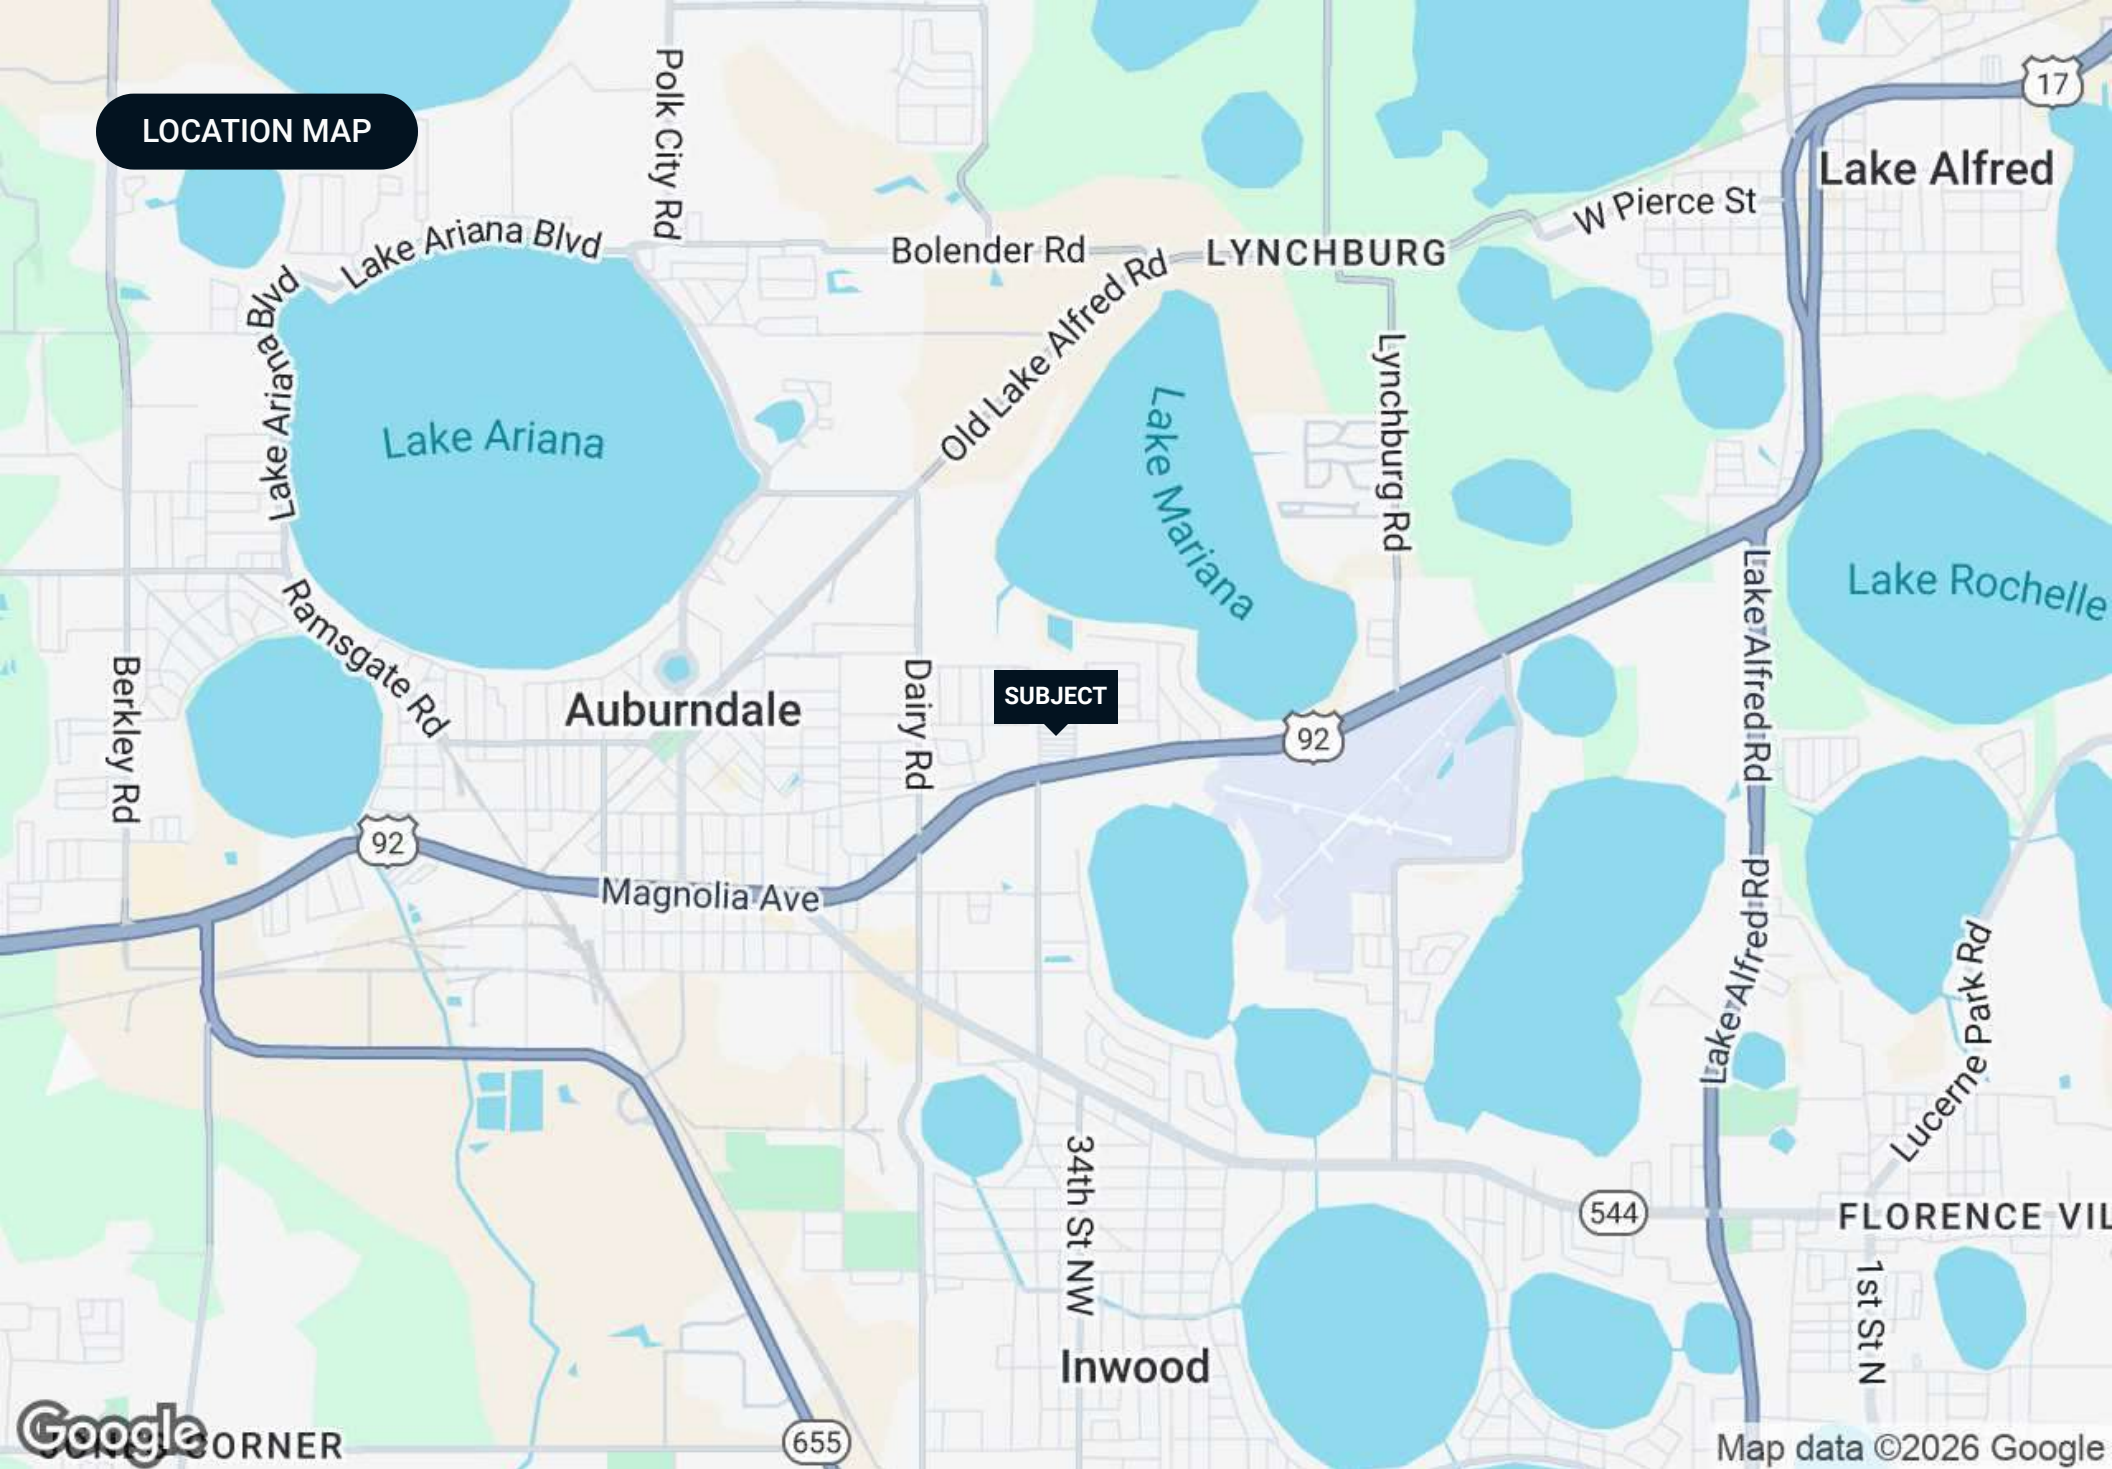 LOCATION MAP
Polk City Rd
17
Lake Alfred
W Pierce St
Lake Ariana Blvd
Bolender Rd
LYNCHBURG
Lake Ariana Blvd
Old Lake Alfred Rd
Lynchburg Rd
Lake Ariana
Lake Mariana
Lake Rochelle
Ramsgate Rd
Berkley Rd
Auburndale
Dairy Rd
SUBJECT
92
Lake Alfred Rd
92
Magnolia Ave
Lake Alfred Rd
Lucerne Park Rd
34th St NW
544
FLORENCE VIL
1st St N
Inwood
Google
CORNER
655
Map data ©2026 Google